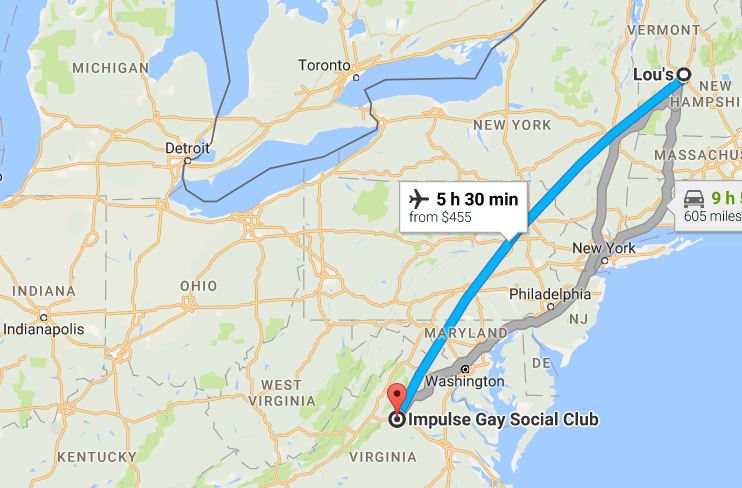 VERMONT
MICHIGAN
Toronto
Lou's
NEW
HAMPSHIRE
NEW YORK
Detroit
MASSACHUS
5 h 30 min
from $455
9 h
605 miles
New York
INDIANA
OHIO
Philadelphia
Indianapolis
NJ
MARYLAND
DE
WEST
VIRGINIA
Washington
Impulse Gay Social Club
KENTUCKY
VIRGINIA